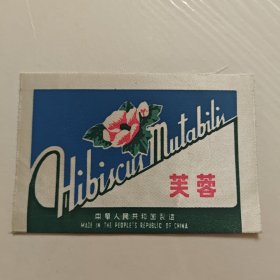 Hibiscus Mutabilis
芙蓉
中華人民共和国製造
MADE IN THE PEOPLE'S REPUBLIC OF CHINA